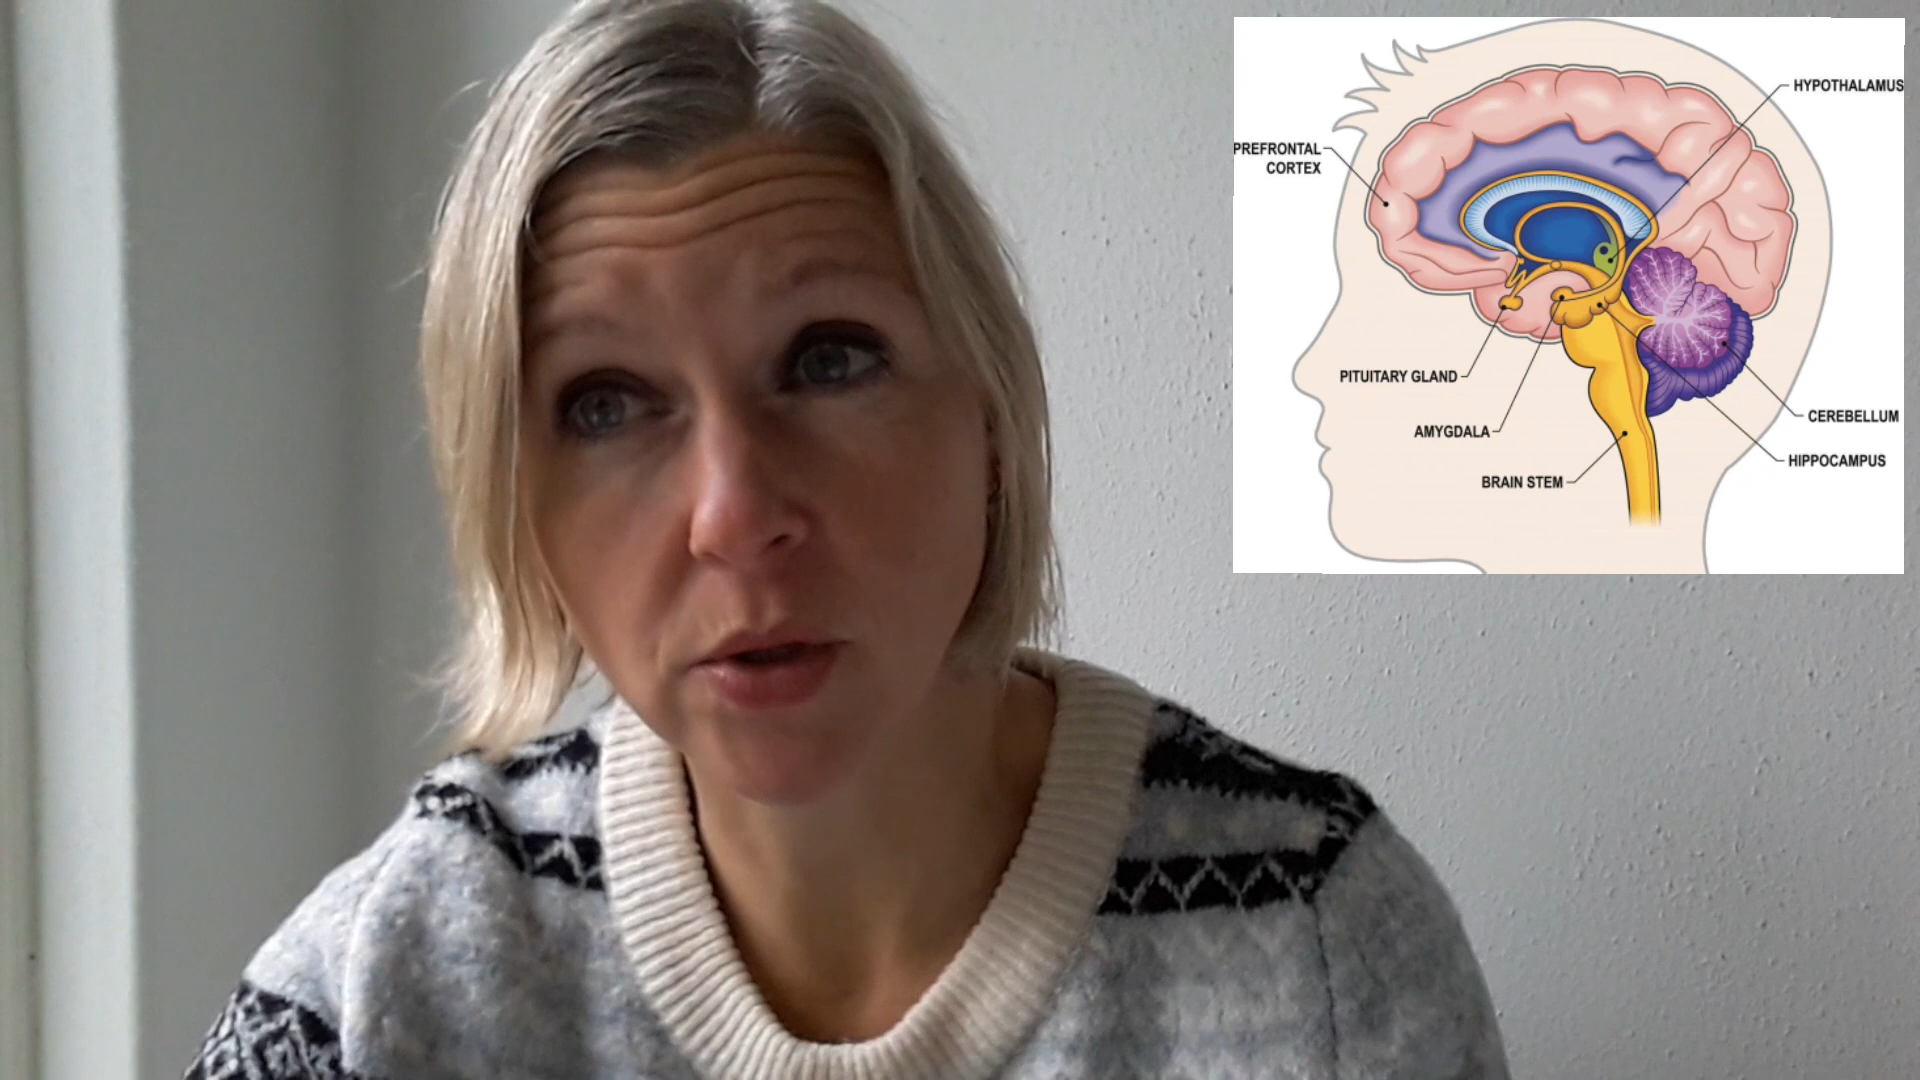 HYPOTHALAMUS
PREFRONTAL
CORTEX
PITUITARY GLAND
AMYGDALA
BRAIN STEM
CEREBELLUM
HIPPOCAMPUS